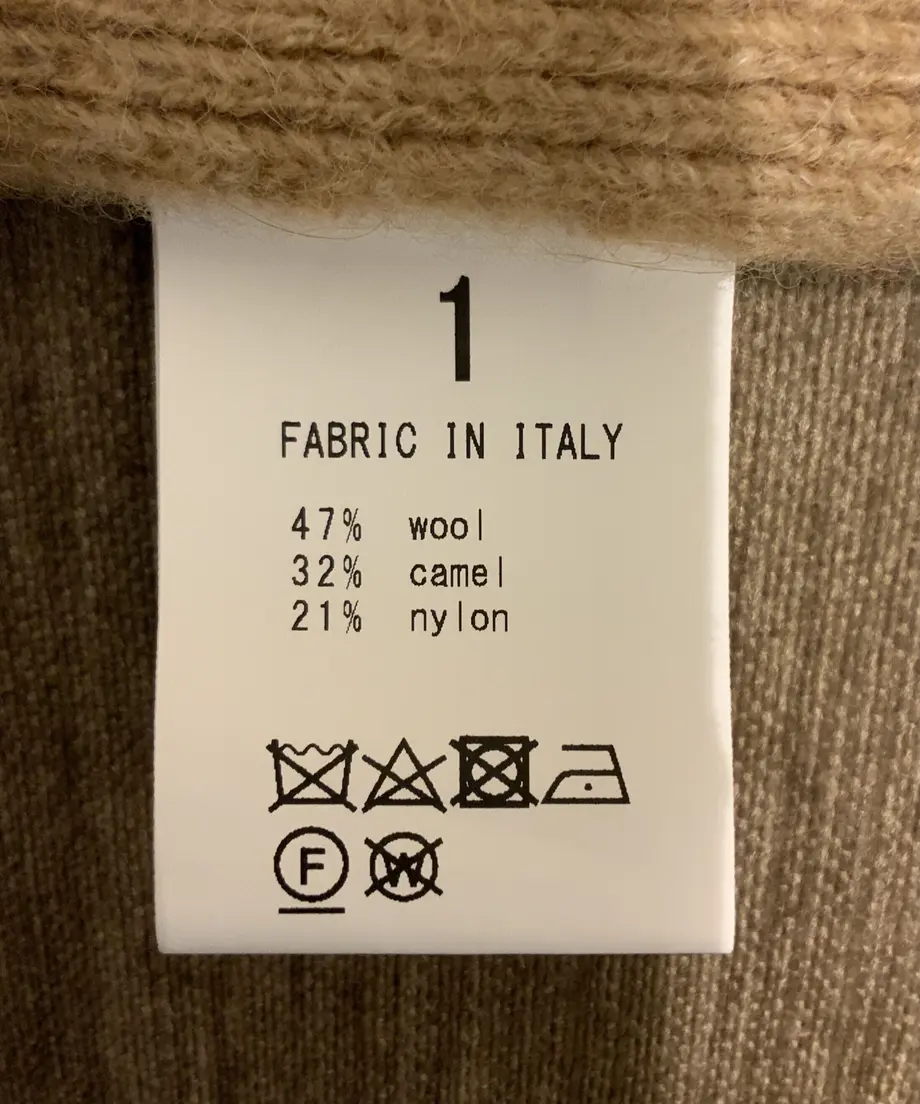 1
FABRIC IN ITALY
47% wool
32% camel
21% nylon
F W